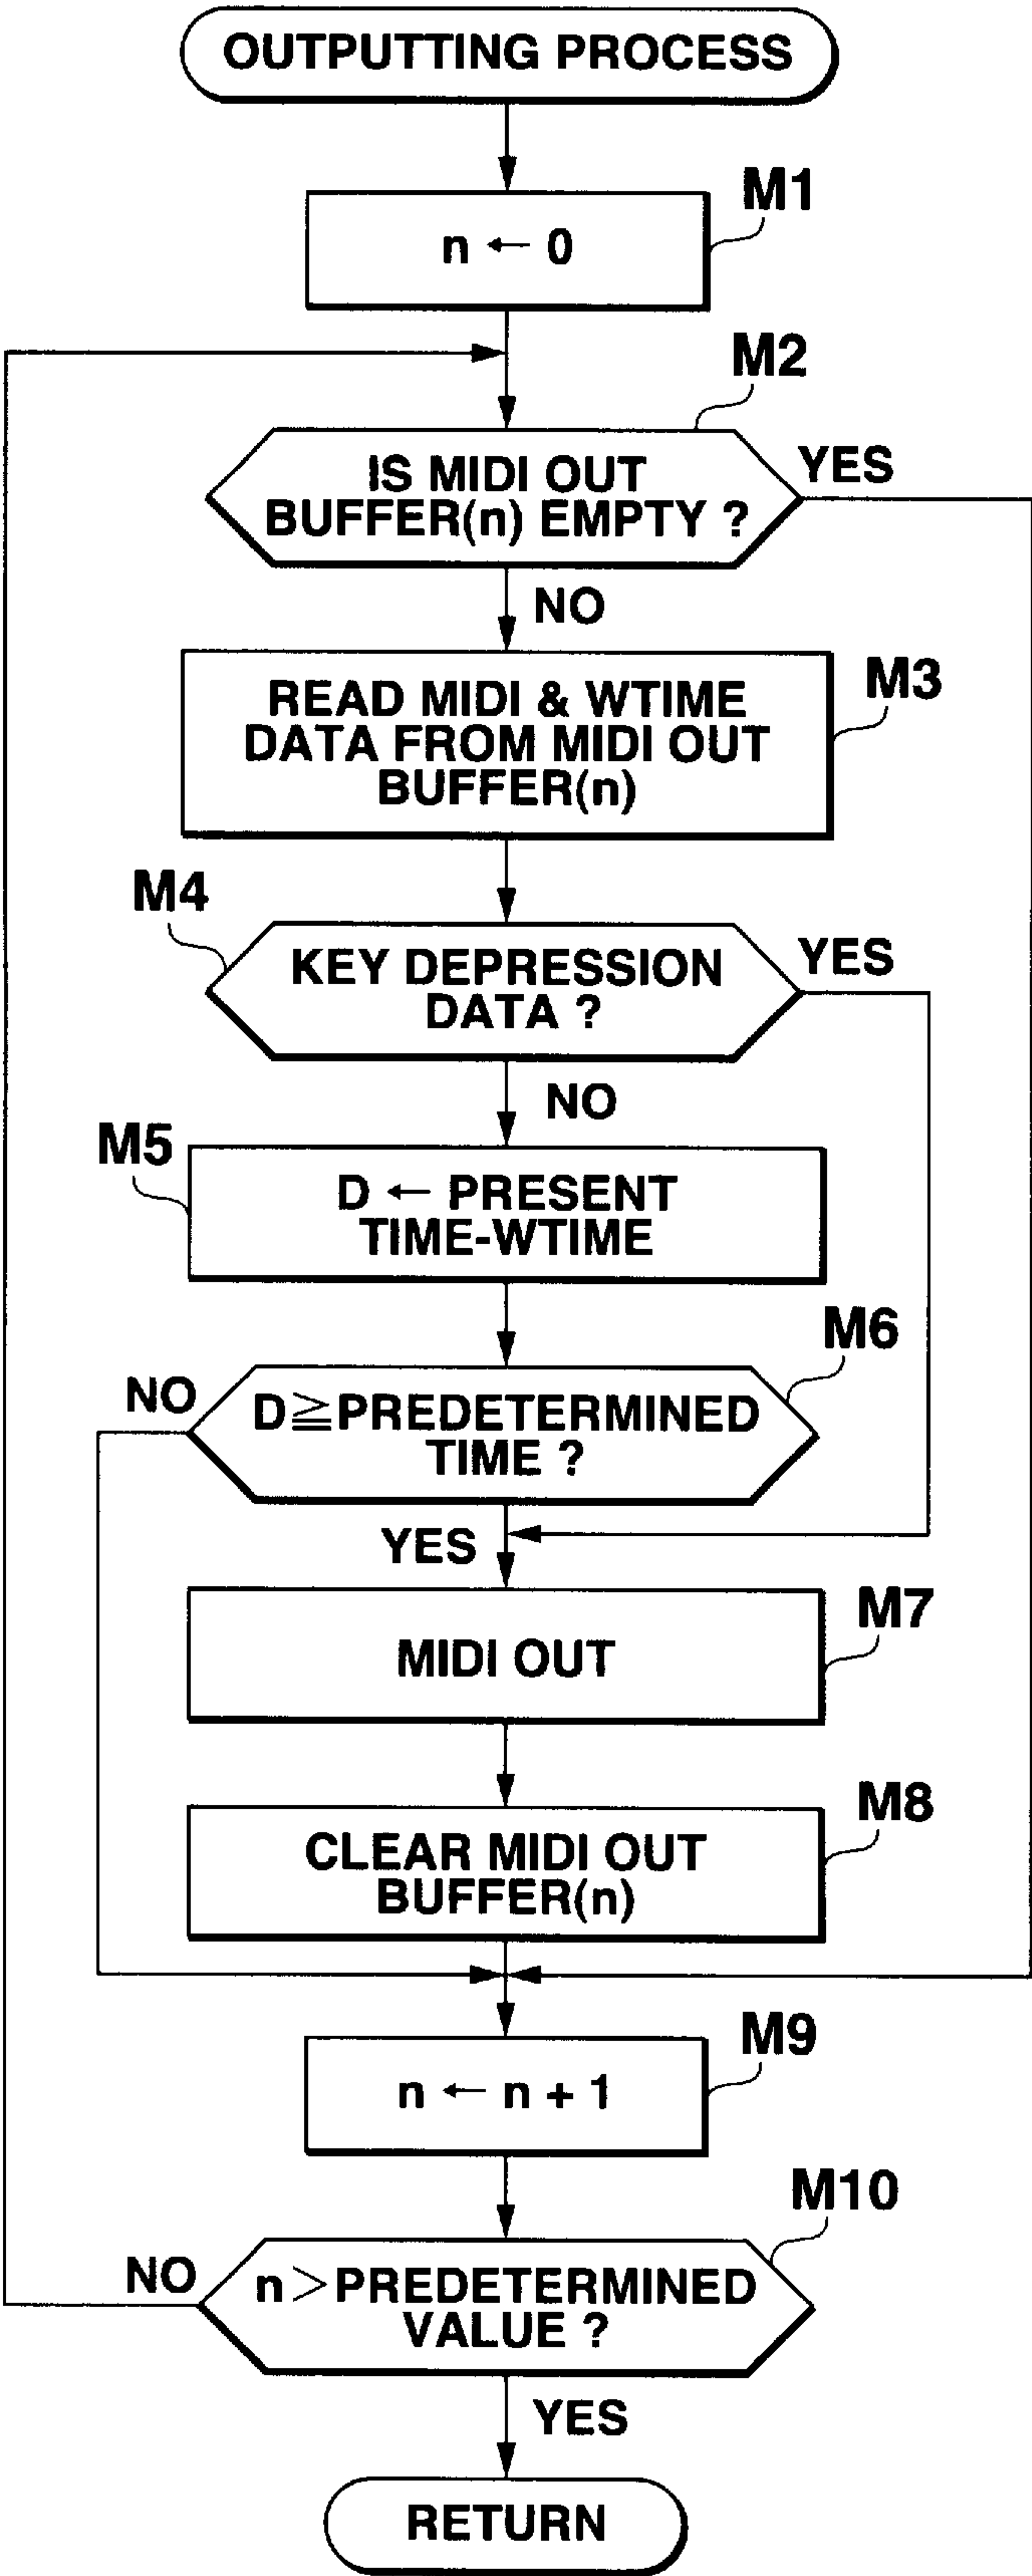 OUTPUTTING PROCESS
M1
n ← 0
M2
IS MIDI OUT
BUFFER(n) EMPTY ?
YES
NO
M3
READ MIDI & WTIME
DATA FROM MIDI OUT
BUFFER(n)
M4
KEY DEPRESSION
DATA ?
YES
NO
M5
D ← PRESENT
TIME-WTIME
M6
NO
D≧PREDETERMINED
TIME ?
YES
M7
MIDI OUT
M8
CLEAR MIDI OUT
BUFFER(n)
M9
n ← n + 1
M10
NO
n>PREDETERMINED
VALUE ?
YES
RETURN